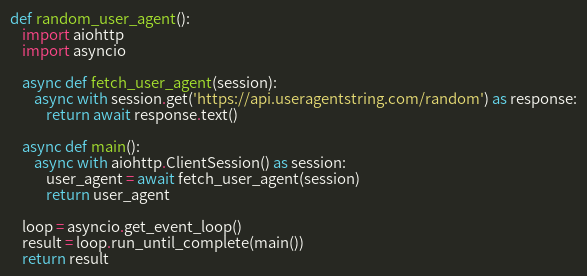 def random_user_agent():
    import aiohttp
    import asyncio

    async def fetch_user_agent(session):
        async with session.get('https://api.useragentstring.com/random') as response:
            return await response.text()

    async def main():
        async with aiohttp.ClientSession() as session:
            user_agent = await fetch_user_agent(session)
            return user_agent

    loop = asyncio.get_event_loop()
    result = loop.run_until_complete(main())
    return result